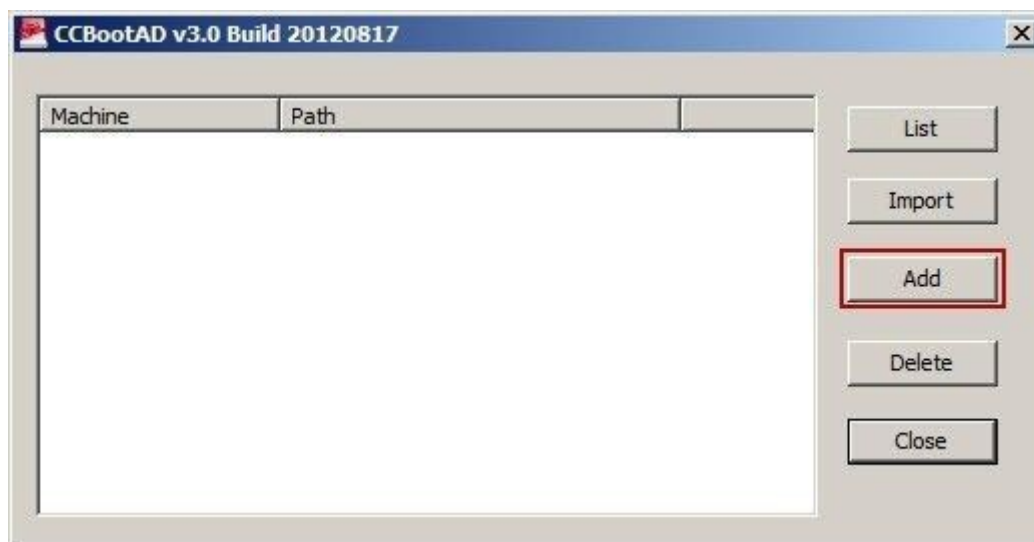 CCBootAD v3.0 Build 20120817
Machine Path
List
Import
Add
Delete
Close